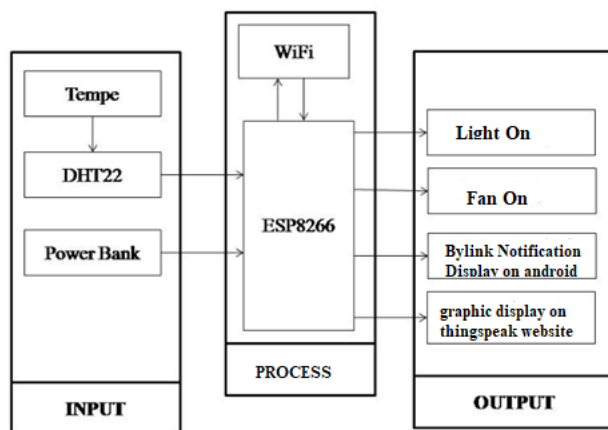 Tempe
DHT22
Power Bank
INPUT
WiFi
ESP8266
PROCESS
Light On
Fan On
Bylink Notification
Display on android
graphic display on
thingspeak website
OUTPUT